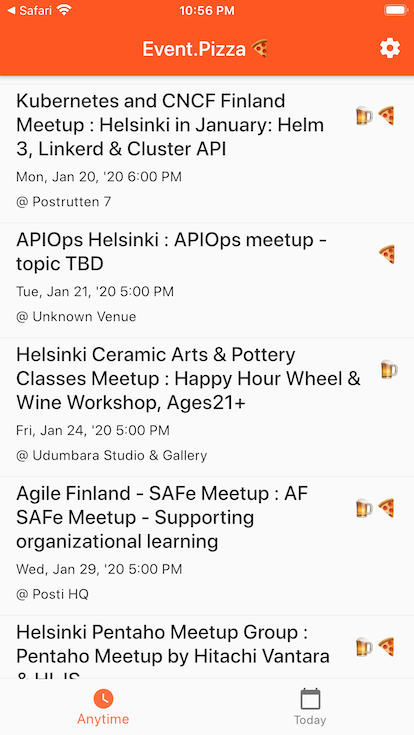 Safari 10:56 PM
Event.Pizza
Kubernetes and CNCF Finland
Meetup : Helsinki in January: Helm
3, Linkerd & Cluster API
Mon, Jan 20, '20 6:00 PM
@ Postrutten 7
APIOps Helsinki : APIOps meetup -
topic TBD
Tue, Jan 21, '20 5:00 PM
@ Unknown Venue
Helsinki Ceramic Arts & Pottery
Classes Meetup : Happy Hour Wheel &
Wine Workshop, Ages21+
Fri, Jan 24, '20 5:00 PM
@ Udumbara Studio & Gallery
Agile Finland - SAFe Meetup : AF
SAFe Meetup - Supporting
organizational learning
Wed, Jan 29, '20 5:00 PM
@ Posti HQ
Helsinki Pentaho Meetup Group :
Pentaho Meetup by Hitachi Vantara
Anytime
Today